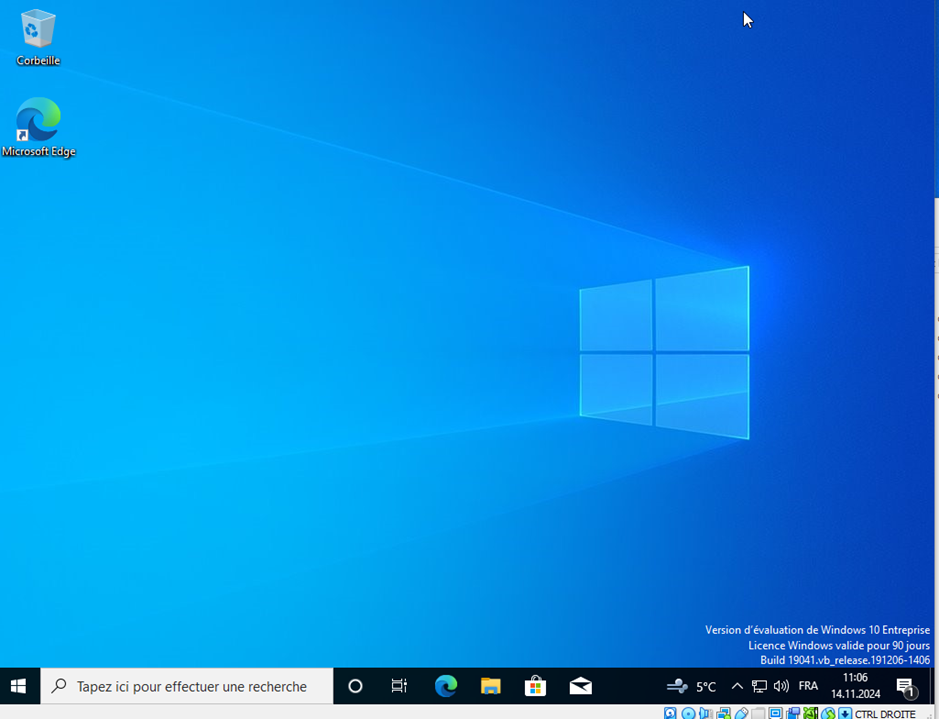 Corbeille
Microsoft Edge
Version d'évaluation de Windows 10 Entreprise
Licence Windows valide pour 90 jours
Build 19041.vb_release.191206-1406
Tapez ici pour effectuer une recherche
5°C
FRA
11:06
14.11.2024
1
CTRL DROITE